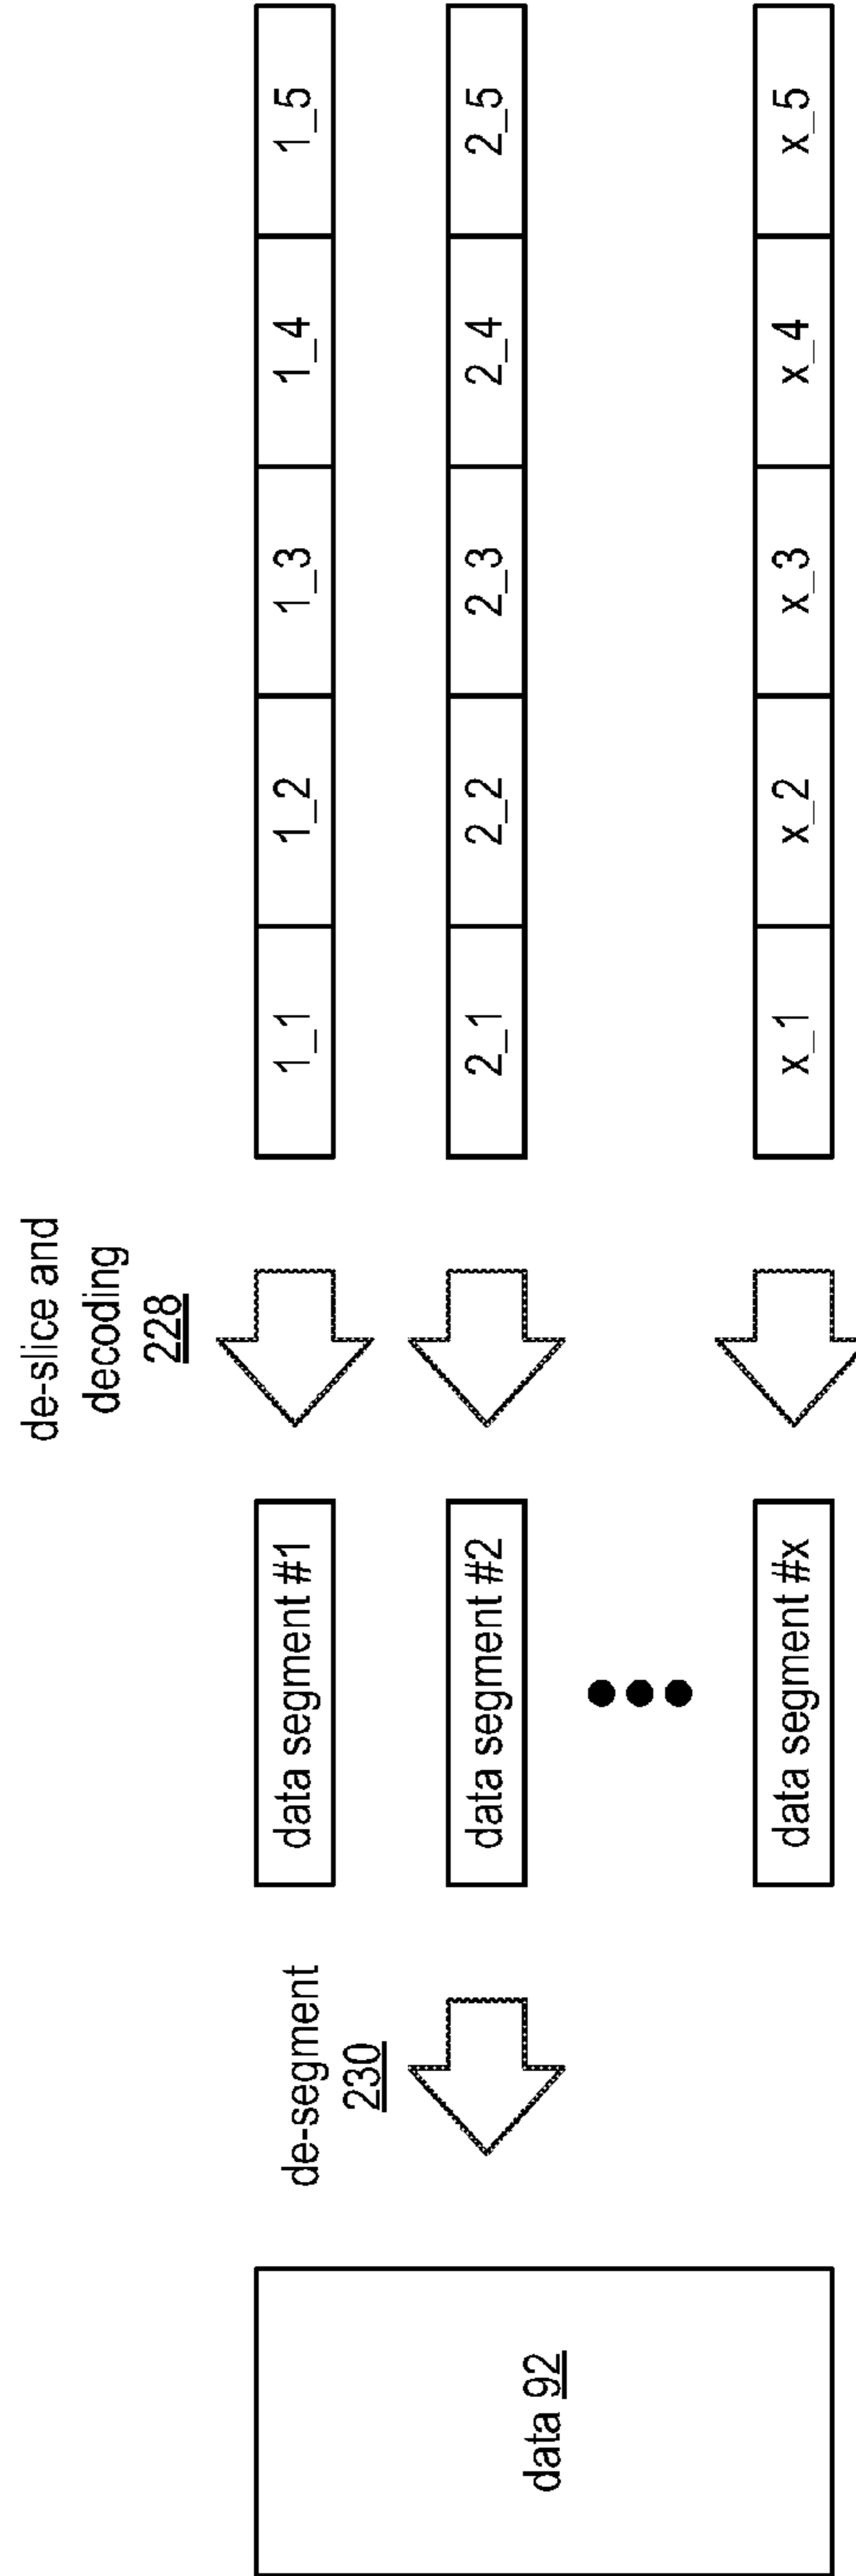 de-slice and
decoding
228
de-segment
230
data segment #1
1_1
1_2
1_3
1_4
1_5
data segment #2
2_1
2_2
2_3
2_4
2_5
data 92
data segment #x
x_1
x_2
x_3
x_4
x_5